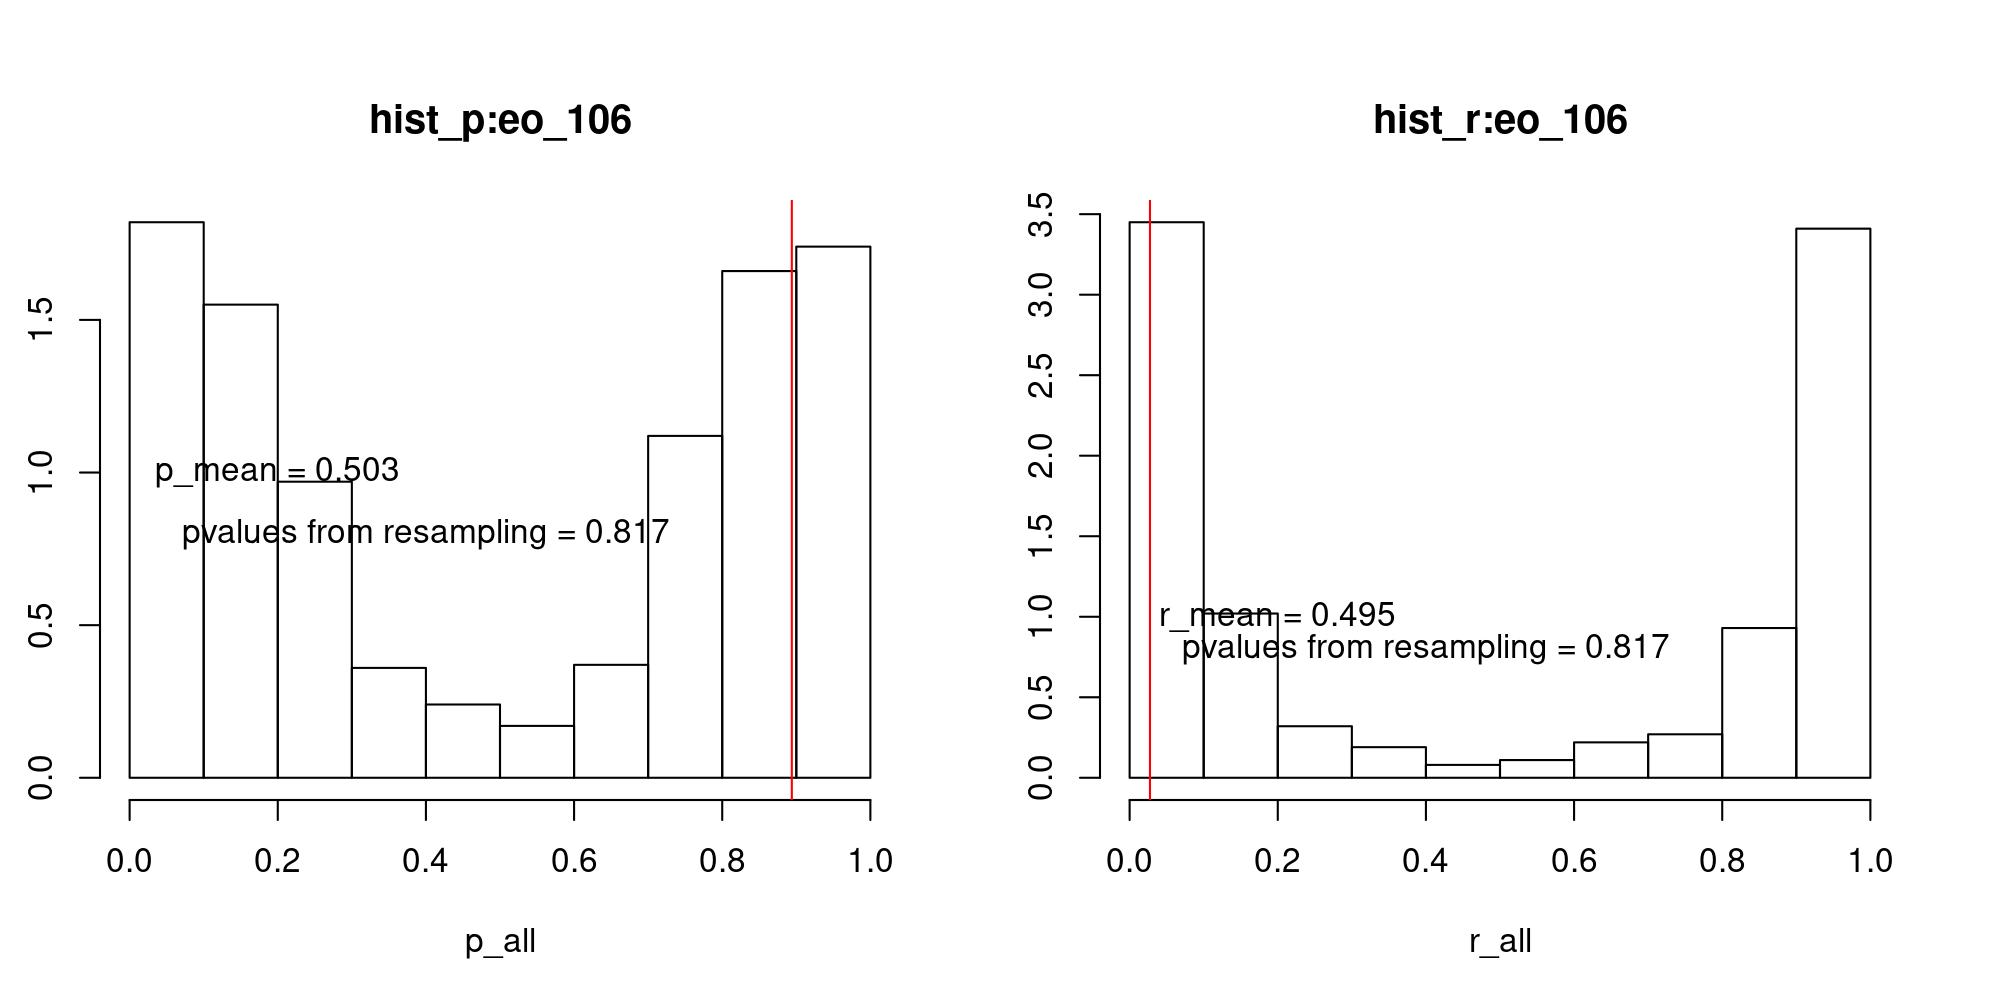 hist_p:eo_106
1.5
1.0
0.5
0.0
p_mean = 0.503
pvalues from resampling = 0.817
0.0 0.2 0.4 0.6 0.8 1.0
p_all
hist_r:eo_106
3.5
3.0
2.5
2.0
1.5
1.0
0.5
0.0
r_mean = 0.495
pvalues from resampling = 0.817
0.0 0.2 0.4 0.6 0.8 1.0
r_all